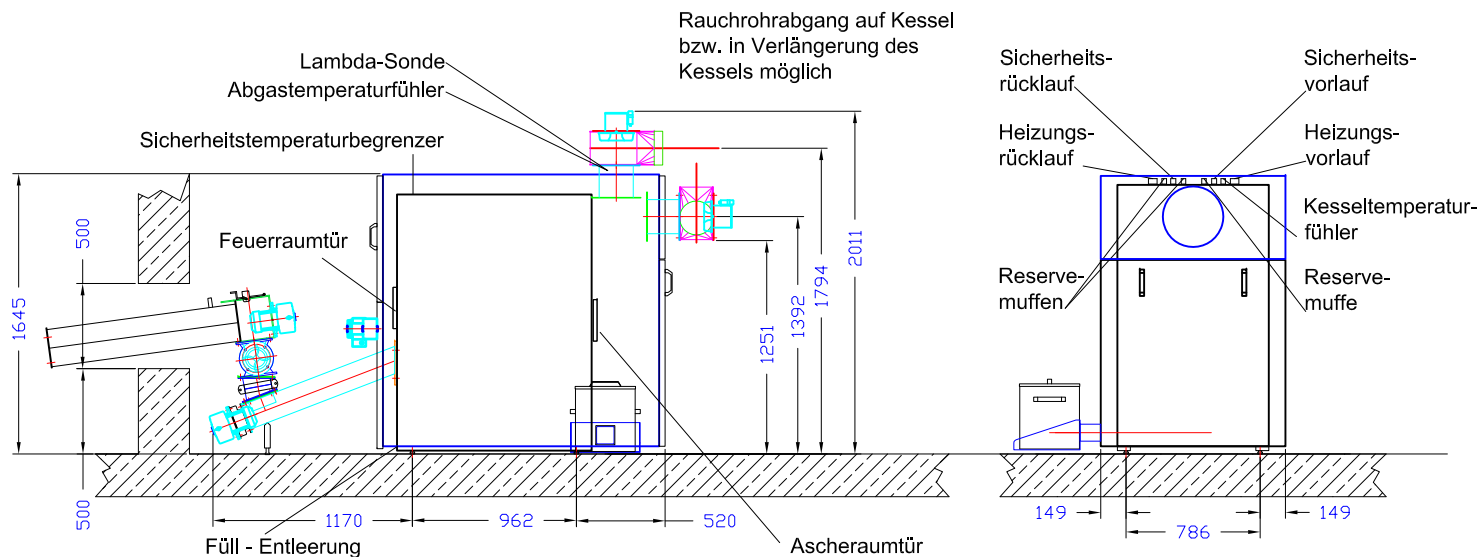 Rauchrohrabgang auf Kessel
bzw. in Verlängerung des
Kessels möglich
Lambda-Sonde
Abgastemperaturfühler
Sicherheitstemperaturbegrenzer
Feuerraumtür
1645
500
500
500
2011
1794
1392
1251
1170
962
520
Füll - Entleerung
Ascheraumtür
Sicherheits-
rücklauf
Sicherheits-
vorlauf
Heizungs-
rücklauf
Heizungs-
vorlauf
Kesseltemperatur-
fühler
Reserve-
muffen
Reserve-
muffe
149
786
149